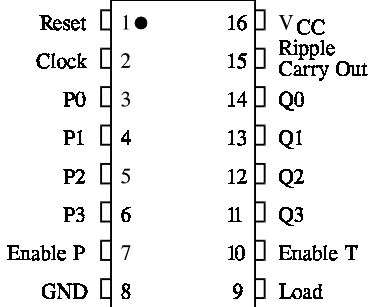 Reset 1 16 VCC
Clock 2 15 Ripple
Carry Out
P0 3 14 Q0
P1 4 13 Q1
P2 5 12 Q2
P3 6 11 Q3
Enable P 7 10 Enable T
GND 8 9 Load